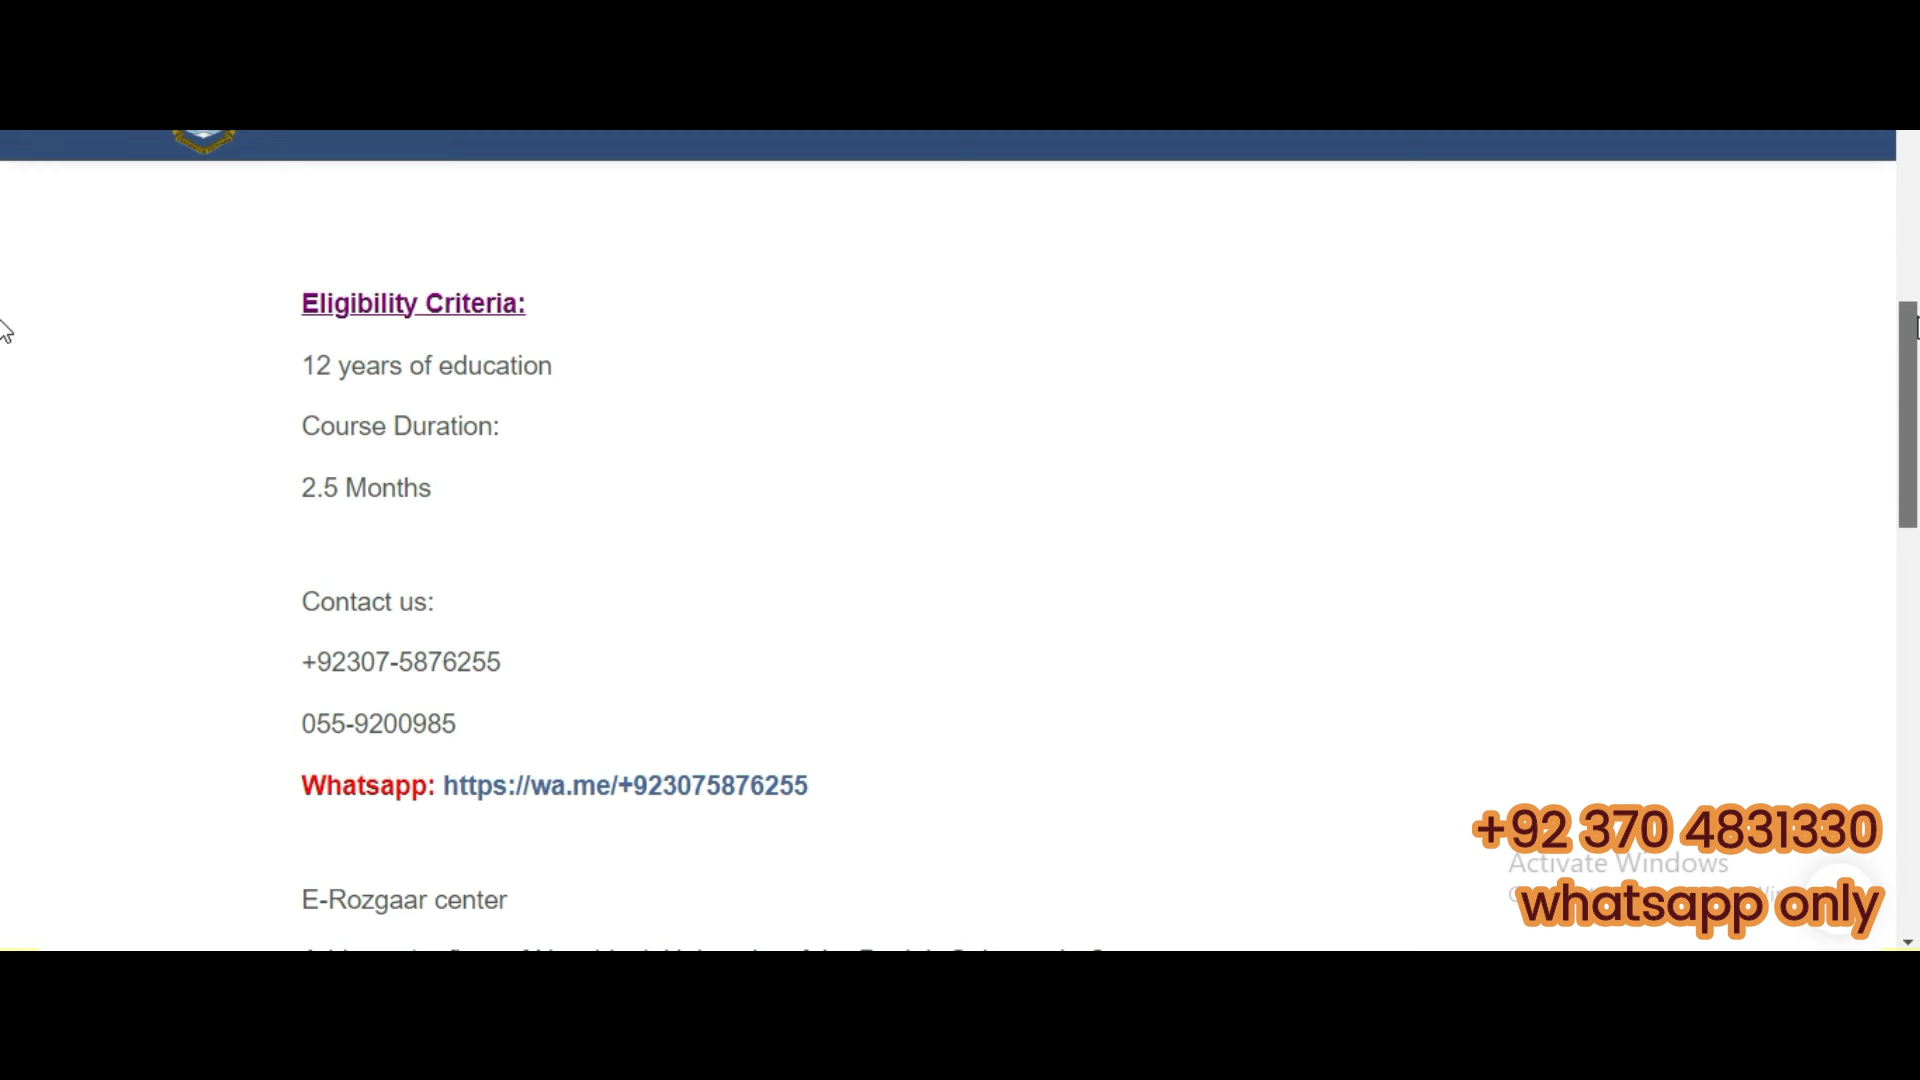 Eligibility Criteria:
12 years of education
Course Duration:
2.5 Months
Contact us:
+92307-5876255
055-9200985
Whatsapp: https://wa.me/+923075876255
E-Rozgaar center
+92 370 4831330
Activate Windows
whatsapp only